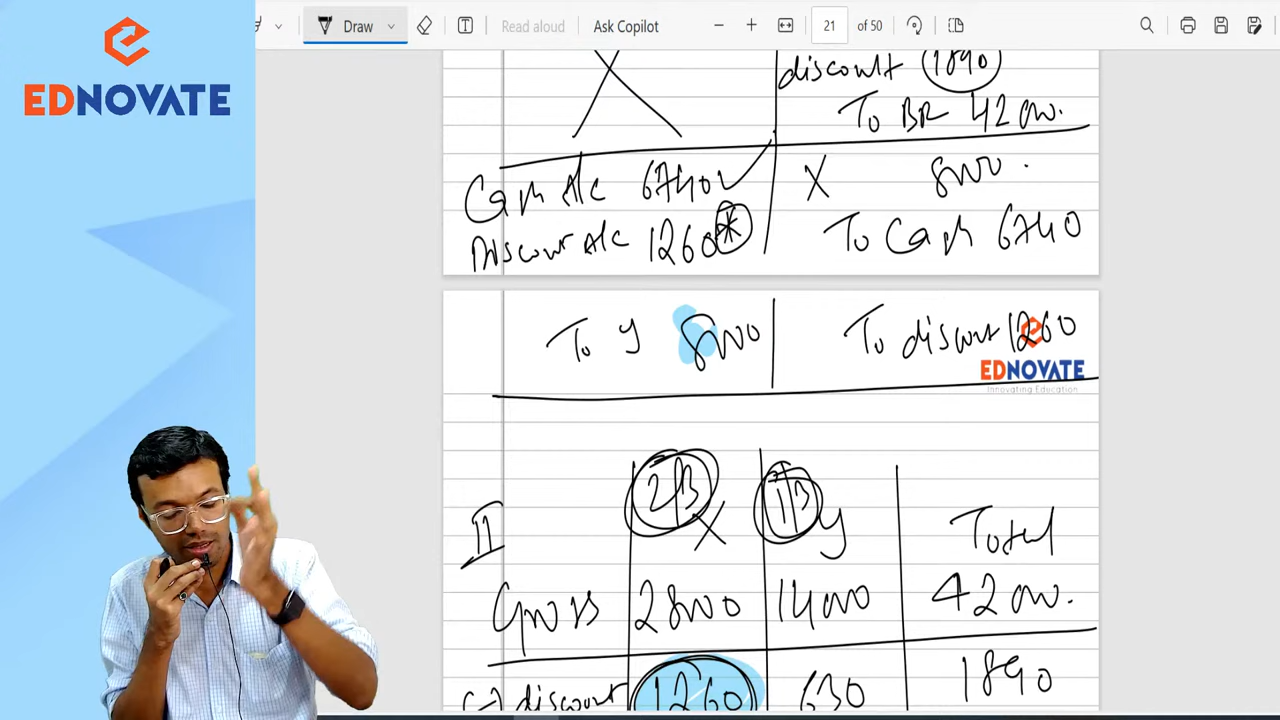 EDNOVATE
Draw
Read aloud
Ask Copilot
21 of 50
discount 1890
To BR 42000.
Cash A/c 6740
X 8000.
Discount A/c 1260*
To Cash 6740
To Y 8000
To discount 1260
EDNOVATE
Innovating Education
II
2/3 X
1/3 Y
Total
Gross 28000 14000 42000.
(-) discount 1260 630 1890